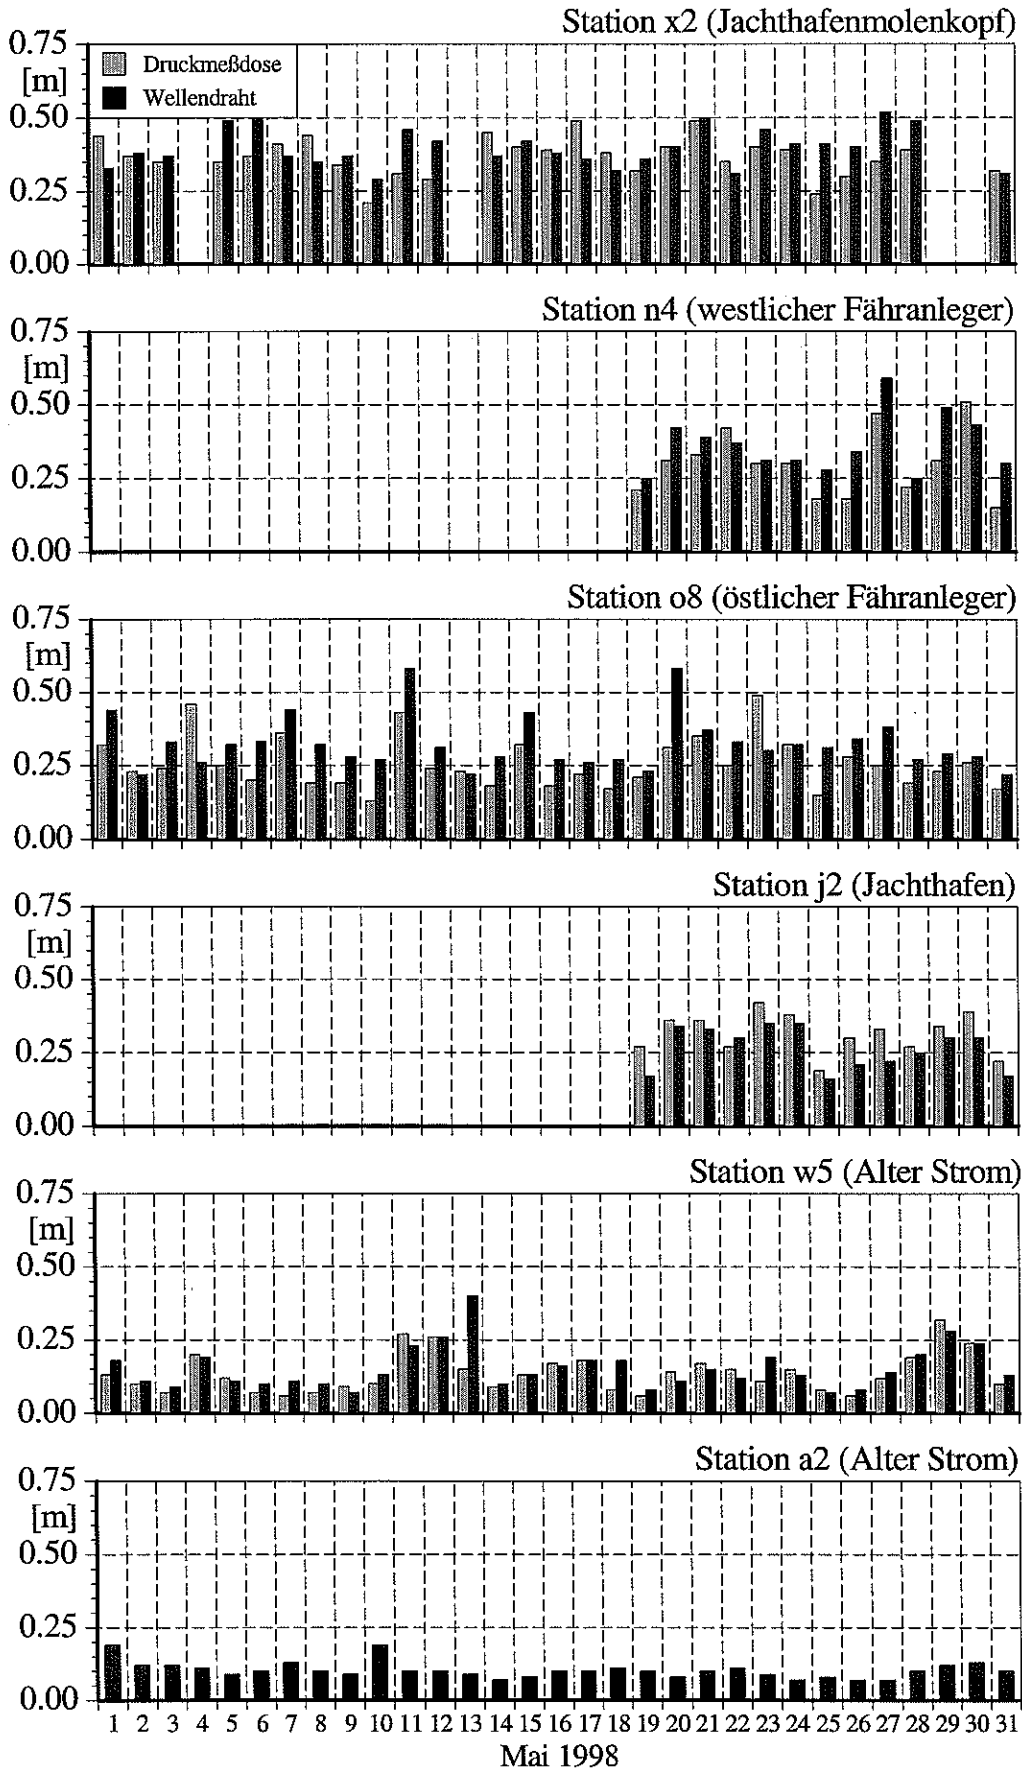 Station x2 (Jachthafenmolenkopf)
0.75
[m]
0.50
0.25
0.00
Druckmeßdose
Wellendraht
Station n4 (westlicher Fähranleger)
0.75
[m]
0.50
0.25
0.00
Station o8 (östlicher Fähranleger)
0.75
[m]
0.50
0.25
0.00
Station j2 (Jachthafen)
0.75
[m]
0.50
0.25
0.00
Station w5 (Alter Strom)
0.75
[m]
0.50
0.25
0.00
Station a2 (Alter Strom)
0.75
[m]
0.50
0.25
0.00
1 2 3 4 5 6 7 8 9 10 11 12 13 14 15 16 17 18 19 20 21 22 23 24 25 26 27 28 29 30 31
Mai 1998